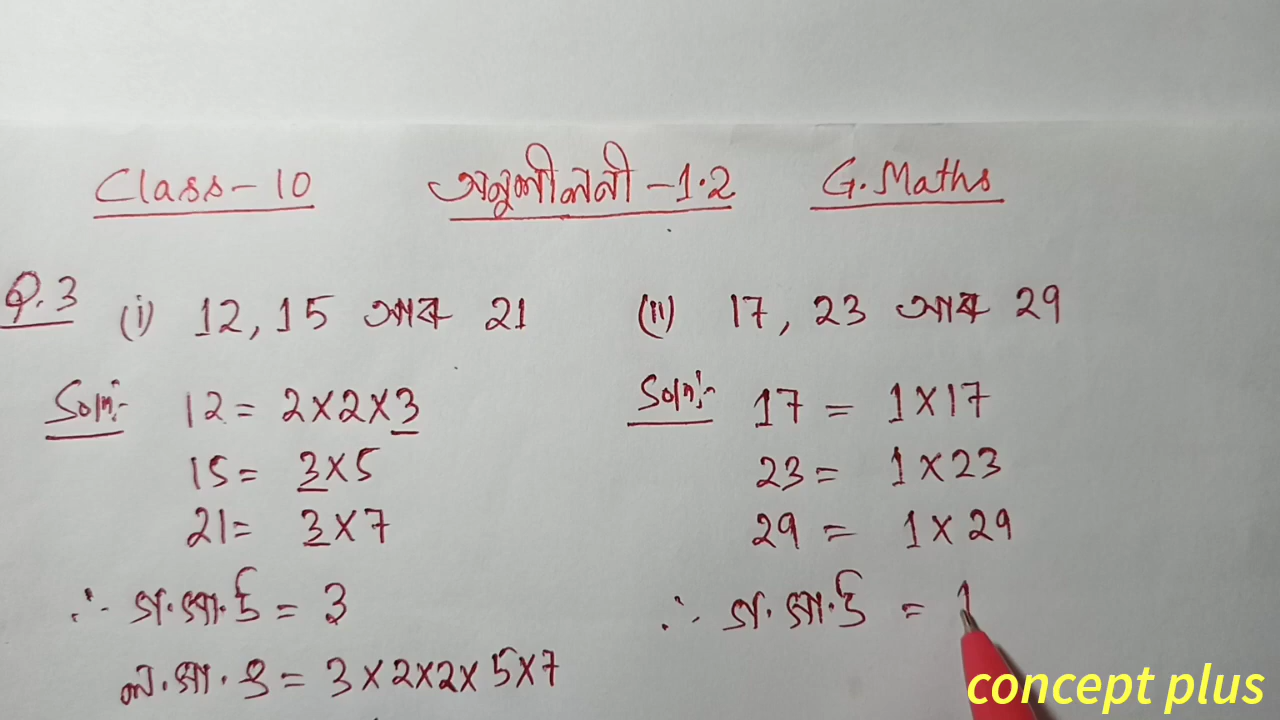 Class-10 অনুশীলনী-1.2 G.Maths
Q.3 (i) 12, 15 আৰু 21
Soln:-
12 = 2×2×3
15 = 3×5
21 = 3×7
∴ গ.সা.উ = 3
ল.সা.গু = 3×2×2×5×7
(ii) 17, 23 আৰু 29
Soln:-
17 = 1×17
23 = 1×23
29 = 1×29
∴ গ.সা.উ = 1
concept plus